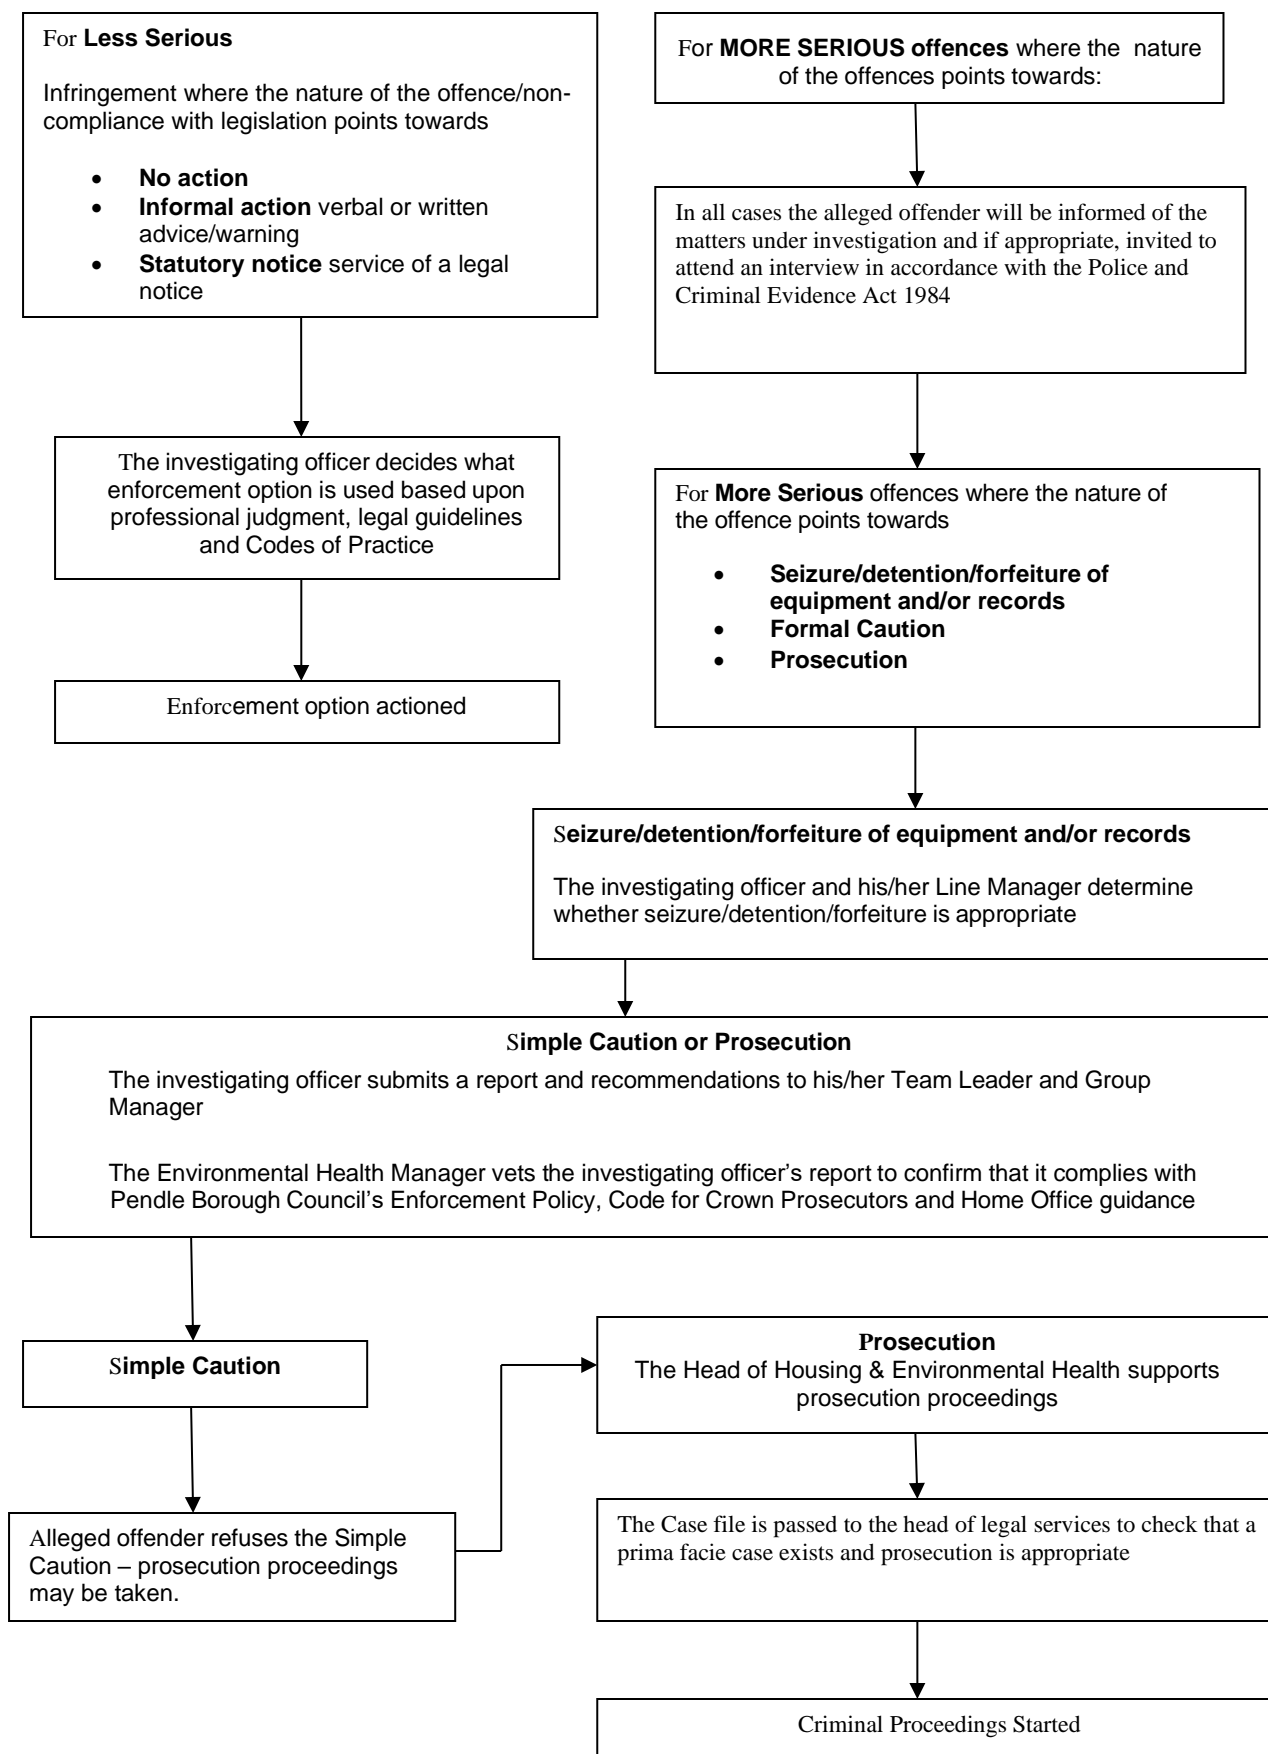 For Less Serious
Infringement where the nature of the offence/non-
compliance with legislation points towards
• No action
• Informal action verbal or written
advice/warning
• Statutory notice service of a legal
notice
The investigating officer decides what
enforcement option is used based upon
professional judgment, legal guidelines
and Codes of Practice
Enforcement option actioned
For MORE SERIOUS offences where the nature
of the offences points towards:
In all cases the alleged offender will be informed of the
matters under investigation and if appropriate, invited to
attend an interview in accordance with the Police and
Criminal Evidence Act 1984
For More Serious offences where the nature of
the offence points towards
• Seizure/detention/forfeiture of
equipment and/or records
• Formal Caution
• Prosecution
Seizure/detention/forfeiture of equipment and/or records
The investigating officer and his/her Line Manager determine
whether seizure/detention/forfeiture is appropriate
Simple Caution or Prosecution
The investigating officer submits a report and recommendations to his/her Team Leader and Group
Manager
The Environmental Health Manager vets the investigating officer’s report to confirm that it complies with
Pendle Borough Council’s Enforcement Policy, Code for Crown Prosecutors and Home Office guidance
Simple Caution
Alleged offender refuses the Simple
Caution – prosecution proceedings
may be taken.
Prosecution
The Head of Housing & Environmental Health supports
prosecution proceedings
The Case file is passed to the head of legal services to check that a
prima facie case exists and prosecution is appropriate
Criminal Proceedings Started